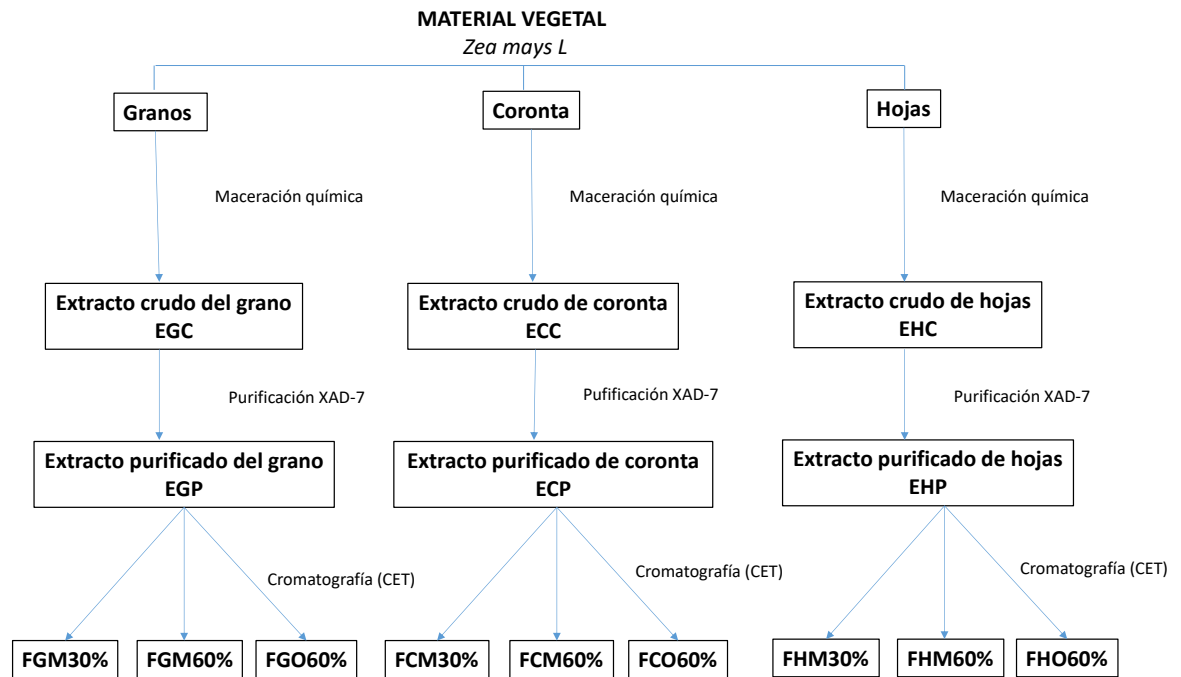 MATERIAL VEGETAL
Zea mays L
Granos
Coronta
Hojas
Maceración química
Maceración química
Maceración química
Extracto crudo del grano
EGC
Extracto crudo de coronta
ECC
Extracto crudo de hojas
EHC
Purificación XAD-7
Pufificación XAD-7
Purificación XAD-7
Extracto purificado del grano
EGP
Extracto purificado de coronta
ECP
Extracto purificado de hojas
EHP
Cromatografía (CET)
Cromatografía (CET)
Cromatografía (CET)
FGM30%
FGM60%
FGO60%
FCM30%
FCM60%
FCO60%
FHM30%
FHM60%
FHO60%